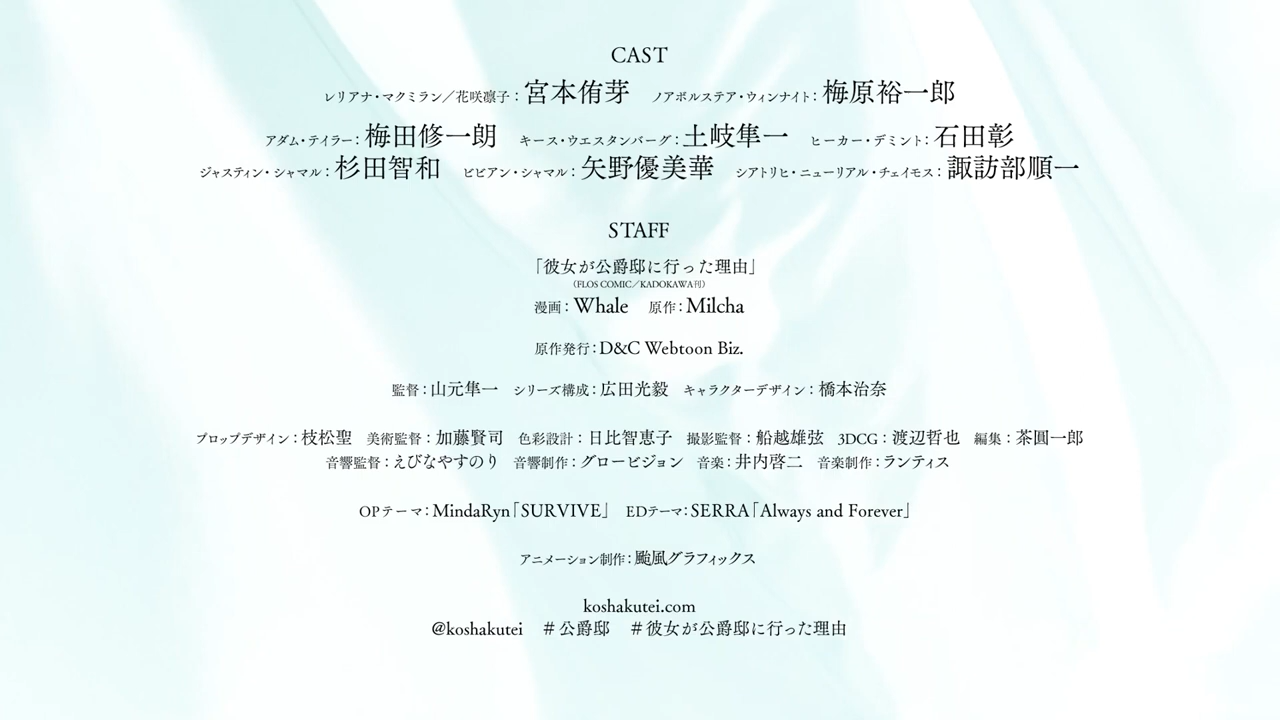 CAST
レリアナ・マクミラン／花咲凛子：宮本侑芽　ノアボルステア・ウィンナイト：梅原裕一郎
アダム・テイラー：梅田修一朗　キース・ウエスタンバーグ：土岐隼一　ヒーカー・デミント：石田彰
ジャスティン・シャマル：杉田智和　ビビアン・シャマル：矢野優美華　シアトリヒ・ニューリアル・チェイモス：諏訪部順一
STAFF
「彼女が公爵邸に行った理由」
（FLOS COMIC／KADOKAWA刊）
漫画：Whale　原作：Milcha
原作発行：D&C Webtoon Biz.
監督：山元隼一　シリーズ構成：広田光毅　キャラクターデザイン：橋本治奈
プロップデザイン：枝松聖　美術監督：加藤賢司　色彩設計：日比智恵子　撮影監督：船越雄弦　3DCG：渡辺哲也　編集：茶圓一郎
音響監督：えびなやすのり　音響制作：グロービジョン　音楽：井内啓二　音楽制作：ランティス
OPテーマ：MindaRyn「SURVIVE」　EDテーマ：SERRA「Always and Forever」
アニメーション制作：颱風グラフィックス
koshakutei.com
@koshakutei　＃公爵邸　＃彼女が公爵邸に行った理由